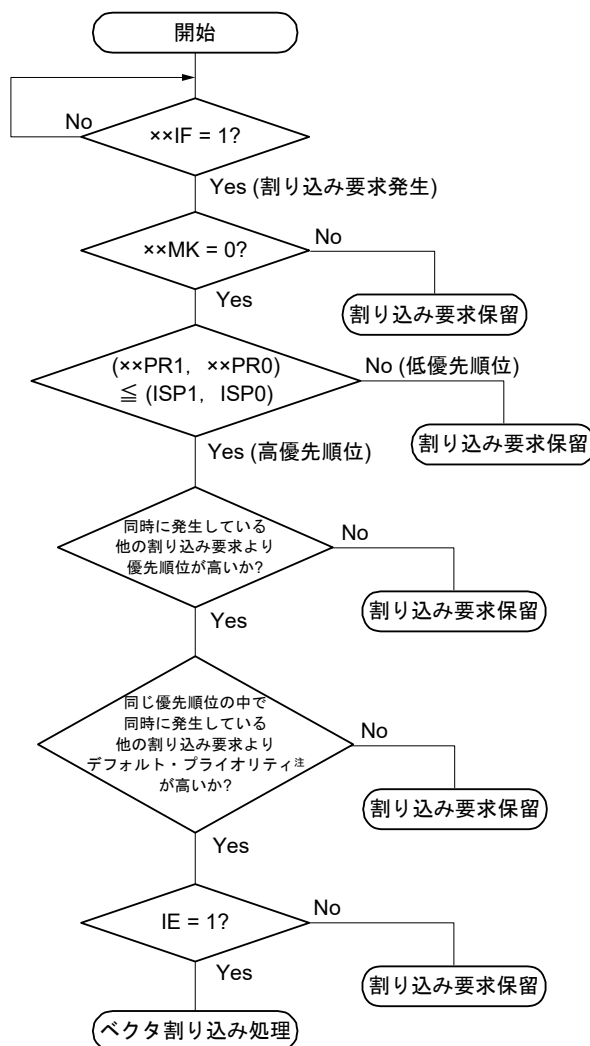 開始
No
××IF = 1?
Yes (割り込み要求発生)
××MK = 0?
No
Yes
割り込み要求保留
(××PR1, ××PR0)
≦ (ISP1, ISP0)
No (低優先順位)
Yes (高優先順位)
割り込み要求保留
同時に発生している
他の割り込み要求より
優先順位が高いか?
No
Yes
割り込み要求保留
同じ優先順位の中で
同時に発生している
他の割り込み要求より
デフォルト・プライオリティ注
が高いか?
No
割り込み要求保留
Yes
IE = 1?
No
Yes
割り込み要求保留
ベクタ割り込み処理